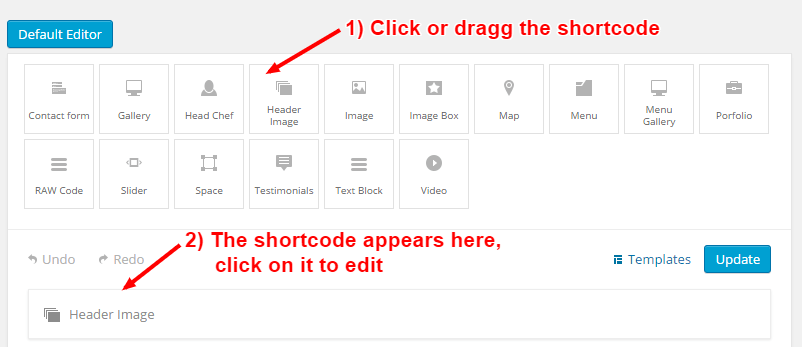 Default Editor
1) Click or dragg the shortcode
Contact form
Gallery
Head Chef
Header
Image
Image
Image Box
Map
Menu
Menu
Gallery
Porfolio
RAW Code
Slider
Space
Testimonials
Text Block
Video
2) The shortcode appears here,
click on it to edit
Undo
Redo
Templates
Update
Header Image